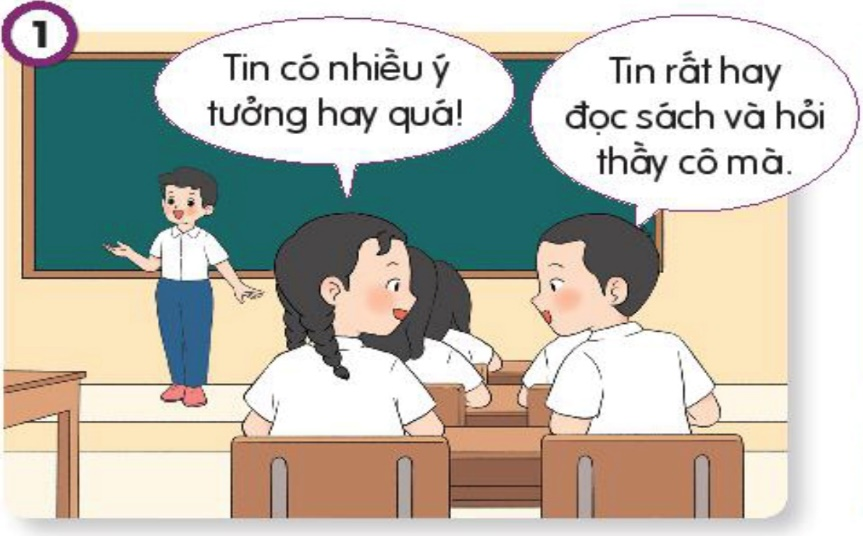 1
Tin có nhiều ý
tưởng hay quá!
Tin rất hay
đọc sách và hỏi
thầy cô mà.